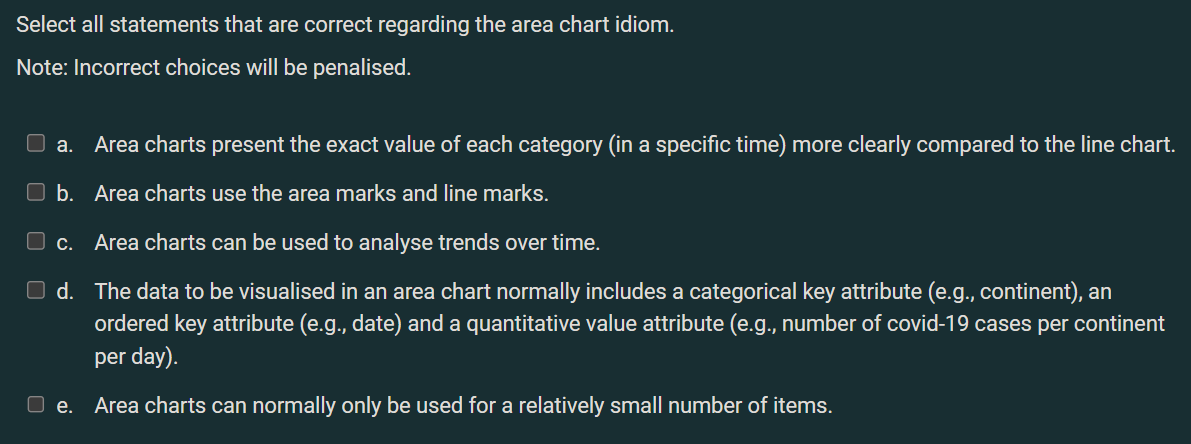 Select all statements that are correct regarding the area chart idiom.
Note: Incorrect choices will be penalised.
a. Area charts present the exact value of each category (in a specific time) more clearly compared to the line chart.
b. Area charts use the area marks and line marks.
c. Area charts can be used to analyse trends over time.
d. The data to be visualised in an area chart normally includes a categorical key attribute (e.g., continent), an
ordered key attribute (e.g., date) and a quantitative value attribute (e.g., number of covid-19 cases per continent
per day).
e. Area charts can normally only be used for a relatively small number of items.